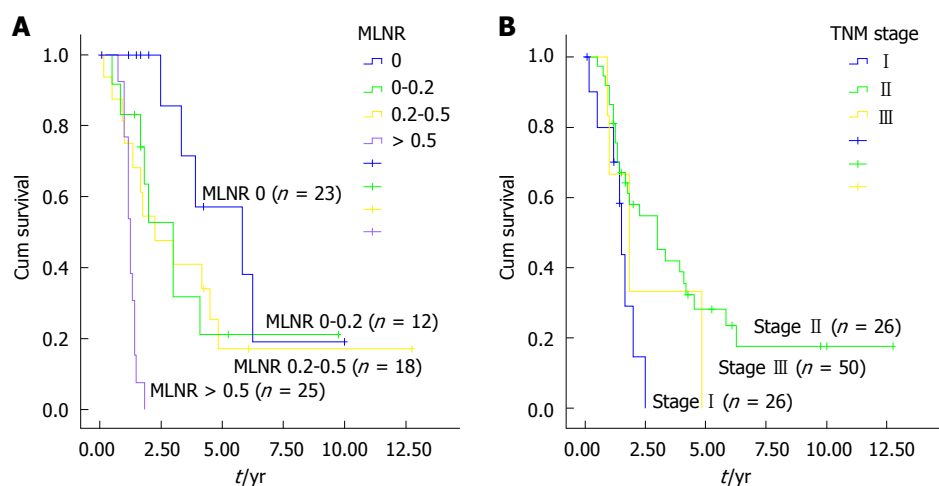 A
MLNR
0
0-0.2
0.2-0.5
> 0.5
Cum survival
1.0
0.8
0.6
0.4
0.2
0.0
MLNR 0 (n = 23)
MLNR 0-0.2 (n = 12)
MLNR 0.2-0.5 (n = 18)
MLNR > 0.5 (n = 25)
0.00 2.50 5.00 7.50 10.00 12.50
t/yr
B
TNM stage
Ⅰ
Ⅱ
Ⅲ
Cum survival
1.0
0.8
0.6
0.4
0.2
0.0
Stage Ⅱ (n = 26)
Stage Ⅲ (n = 50)
Stage Ⅰ (n = 26)
0.00 2.50 5.00 7.50 10.00 12.50
t/yr